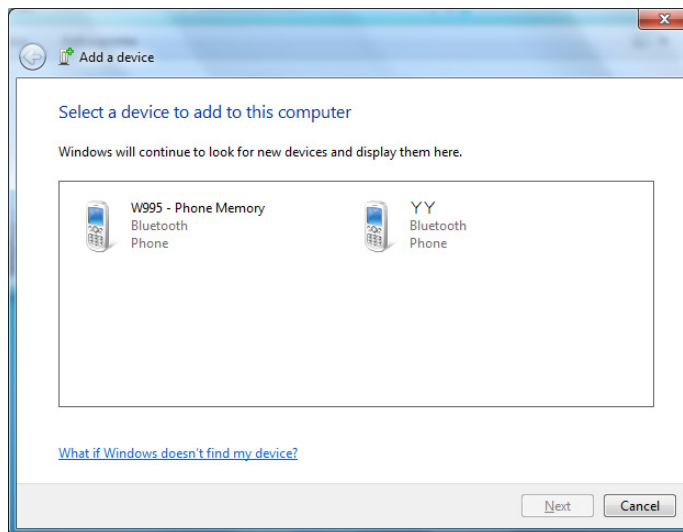 Add a device
Select a device to add to this computer
Windows will continue to look for new devices and display them here.
W995 - Phone Memory
Bluetooth
Phone
YY
Bluetooth
Phone
What if Windows doesn't find my device?
Next
Cancel